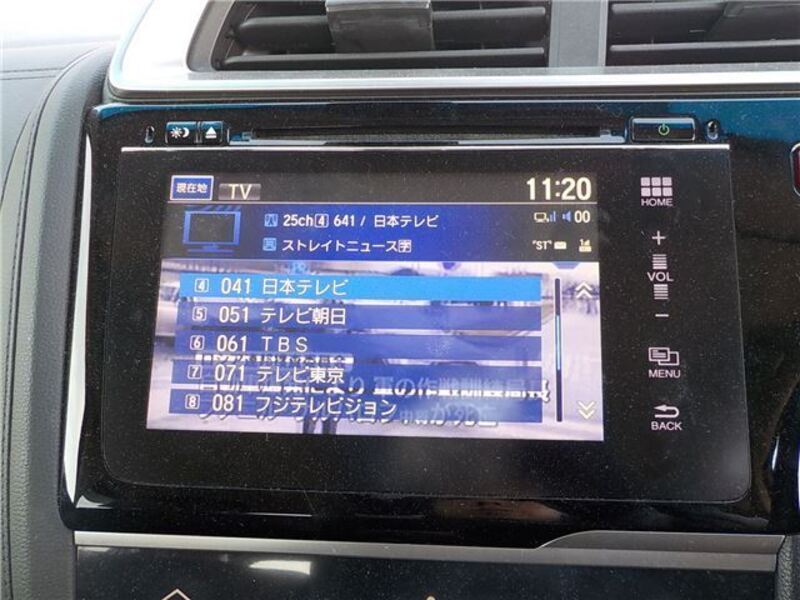 現在地 TV 11:20
25ch 4 641 / 日本テレビ 00
ストレイトニュース字 "ST"
4 041 日本テレビ
5 051 テレビ朝日
6 061 TBS
7 071 テレビ東京
8 081 フジテレビジョン
HOME
+
VOL
−
MENU
BACK